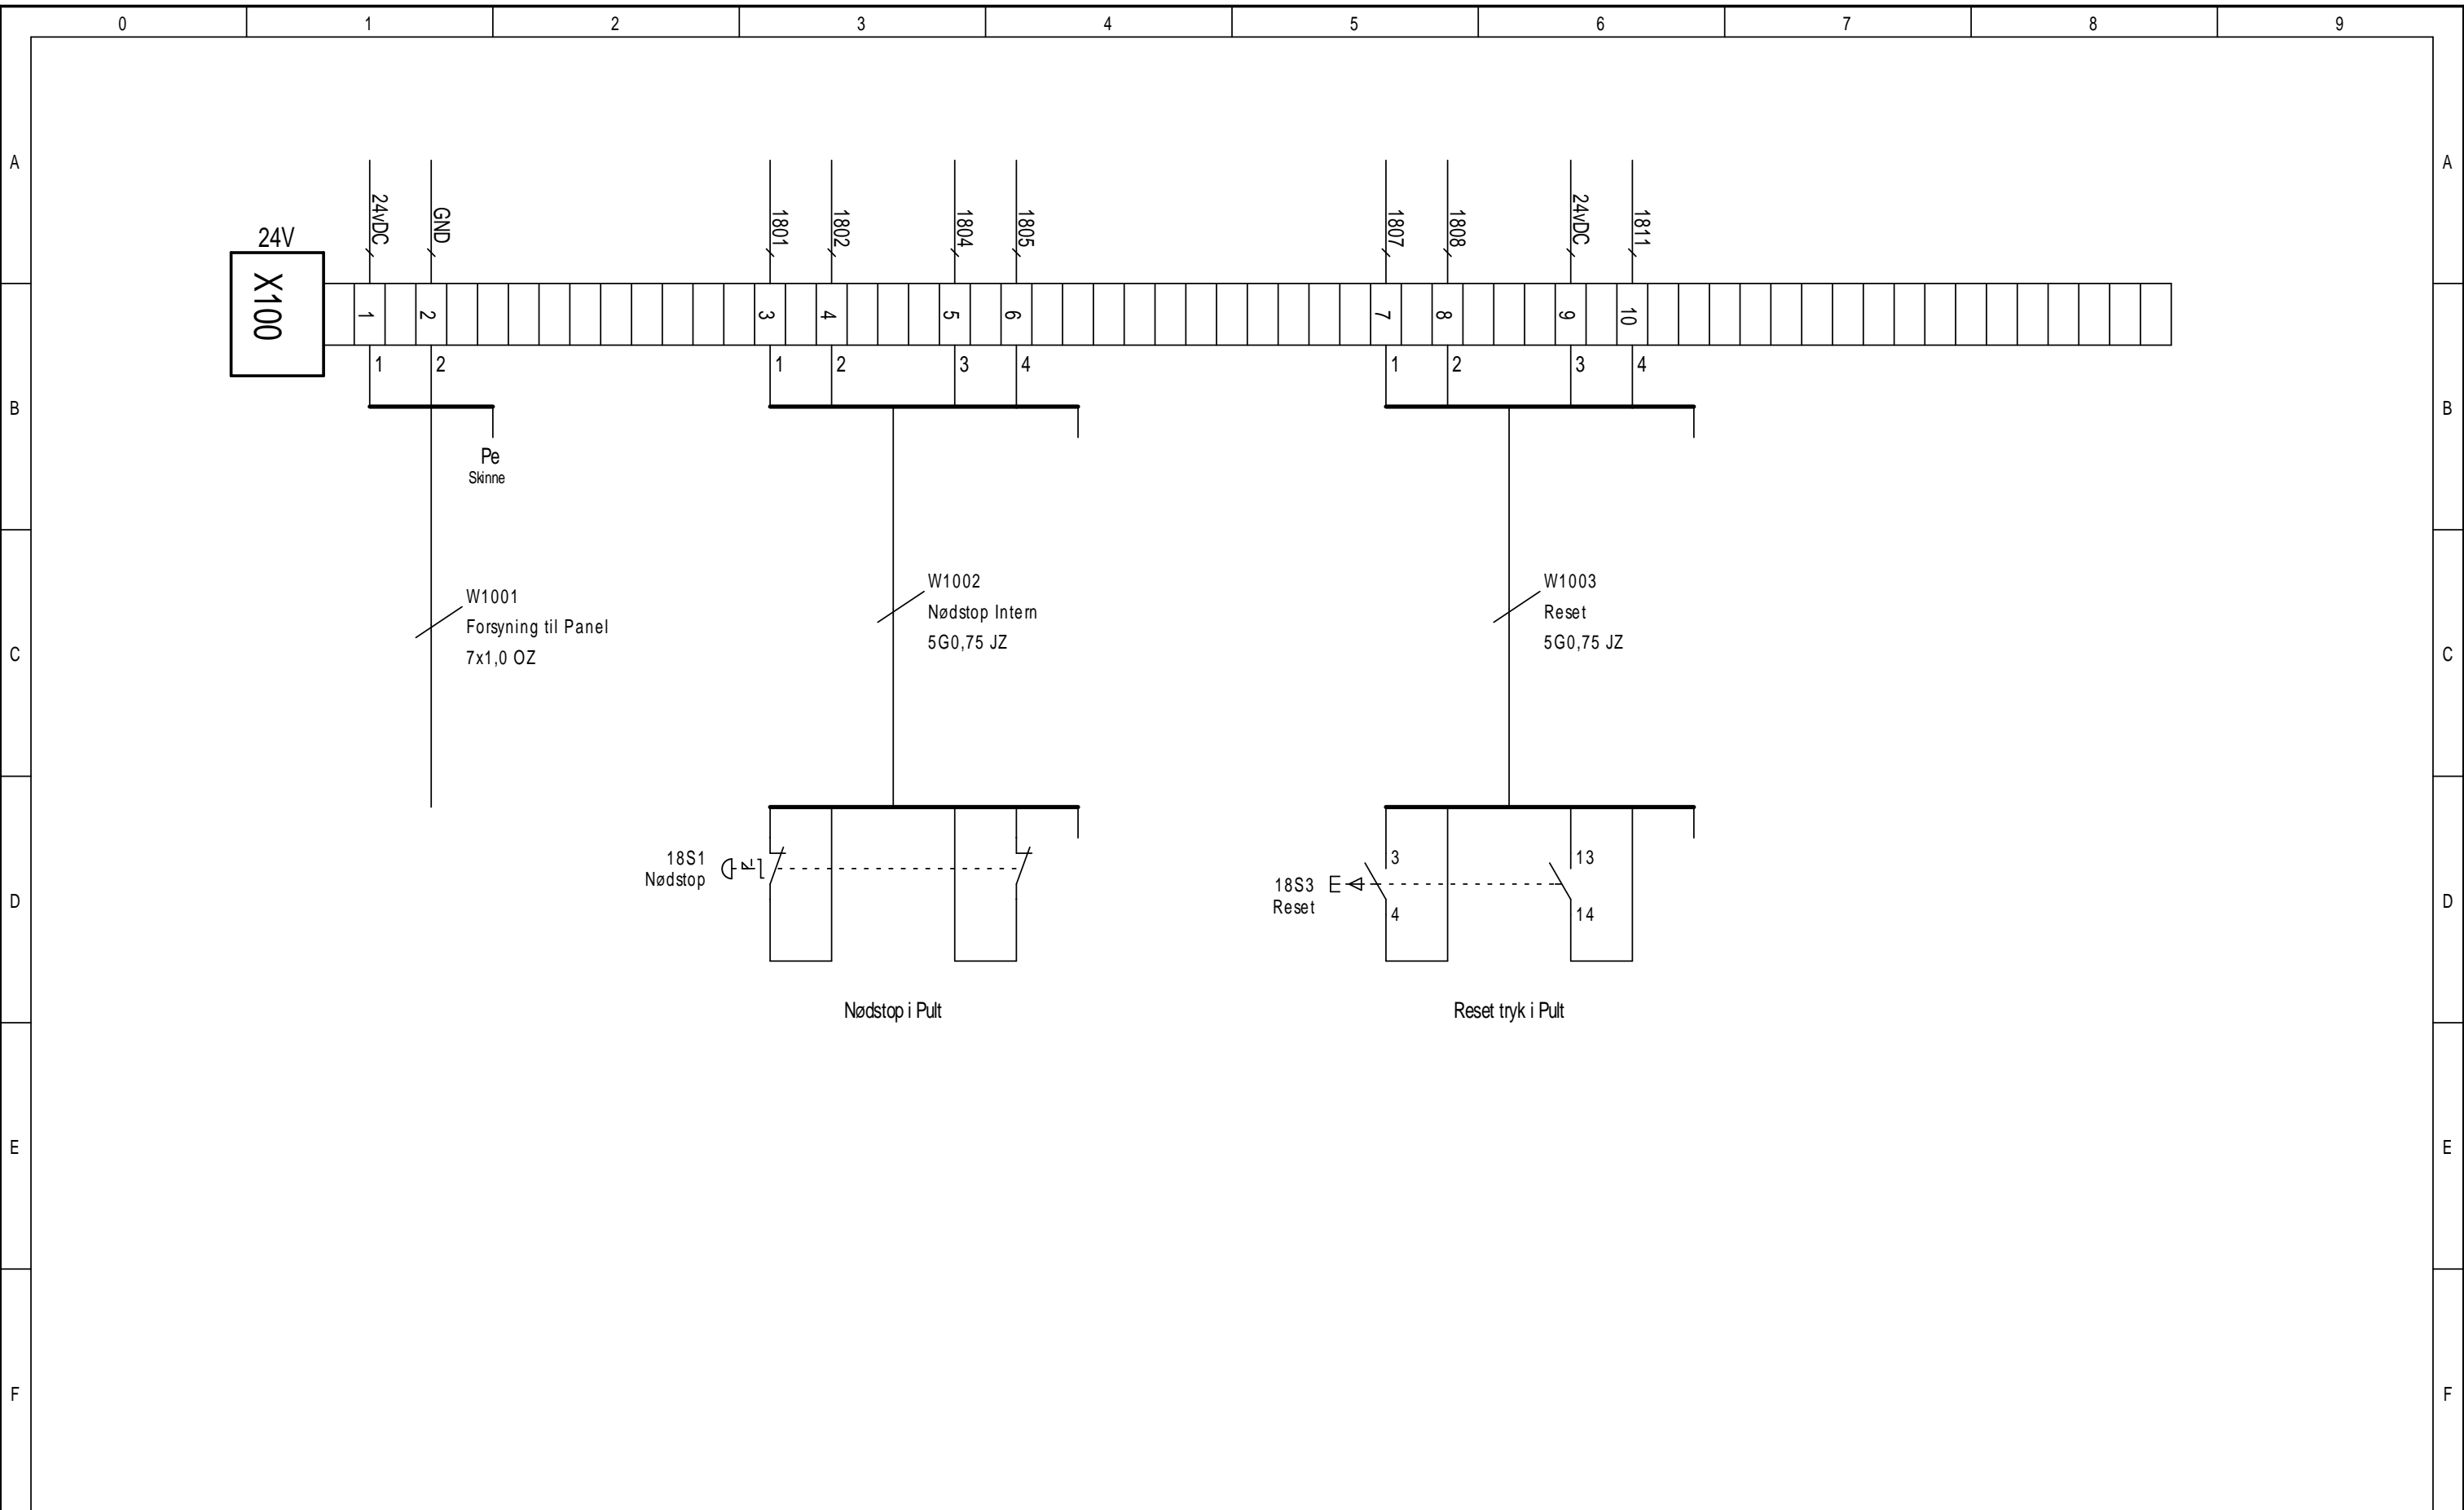 0 1 2 3 4 5 6 7 8 9
A A
24vDC GND 1801 1802 1804 1805 1807 1808 24vDC 1811
24V
X100
1 2 3 4 5 6 7 8 9 10
1 2 1 2 3 4 1 2 3 4
B B
Pe
Skinne
W1001
Forsyning til Panel
7x1,0 OZ
W1002
Nødstop Intern
5G0,75 JZ
W1003
Reset
5G0,75 JZ
C C
18S1
Nødstop
18S3
Reset
3 13
4 14
D D
Nødstop i Pult
Reset tryk i Pult
E E
F F